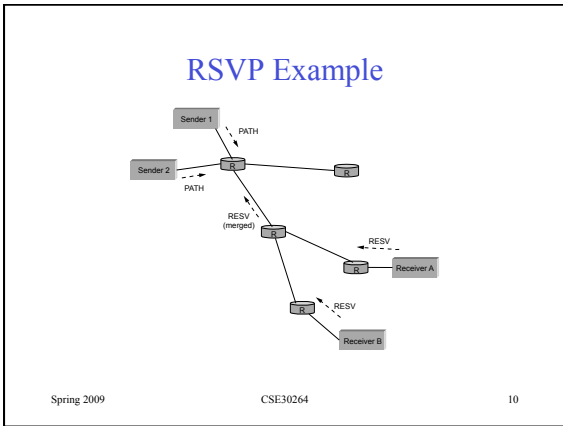 RSVP Example
Sender 1
PATH
Sender 2
R
R
PATH
RESV
(merged)
R
RESV
R
Receiver A
R
RESV
Receiver B
Spring 2009 CSE30264 10